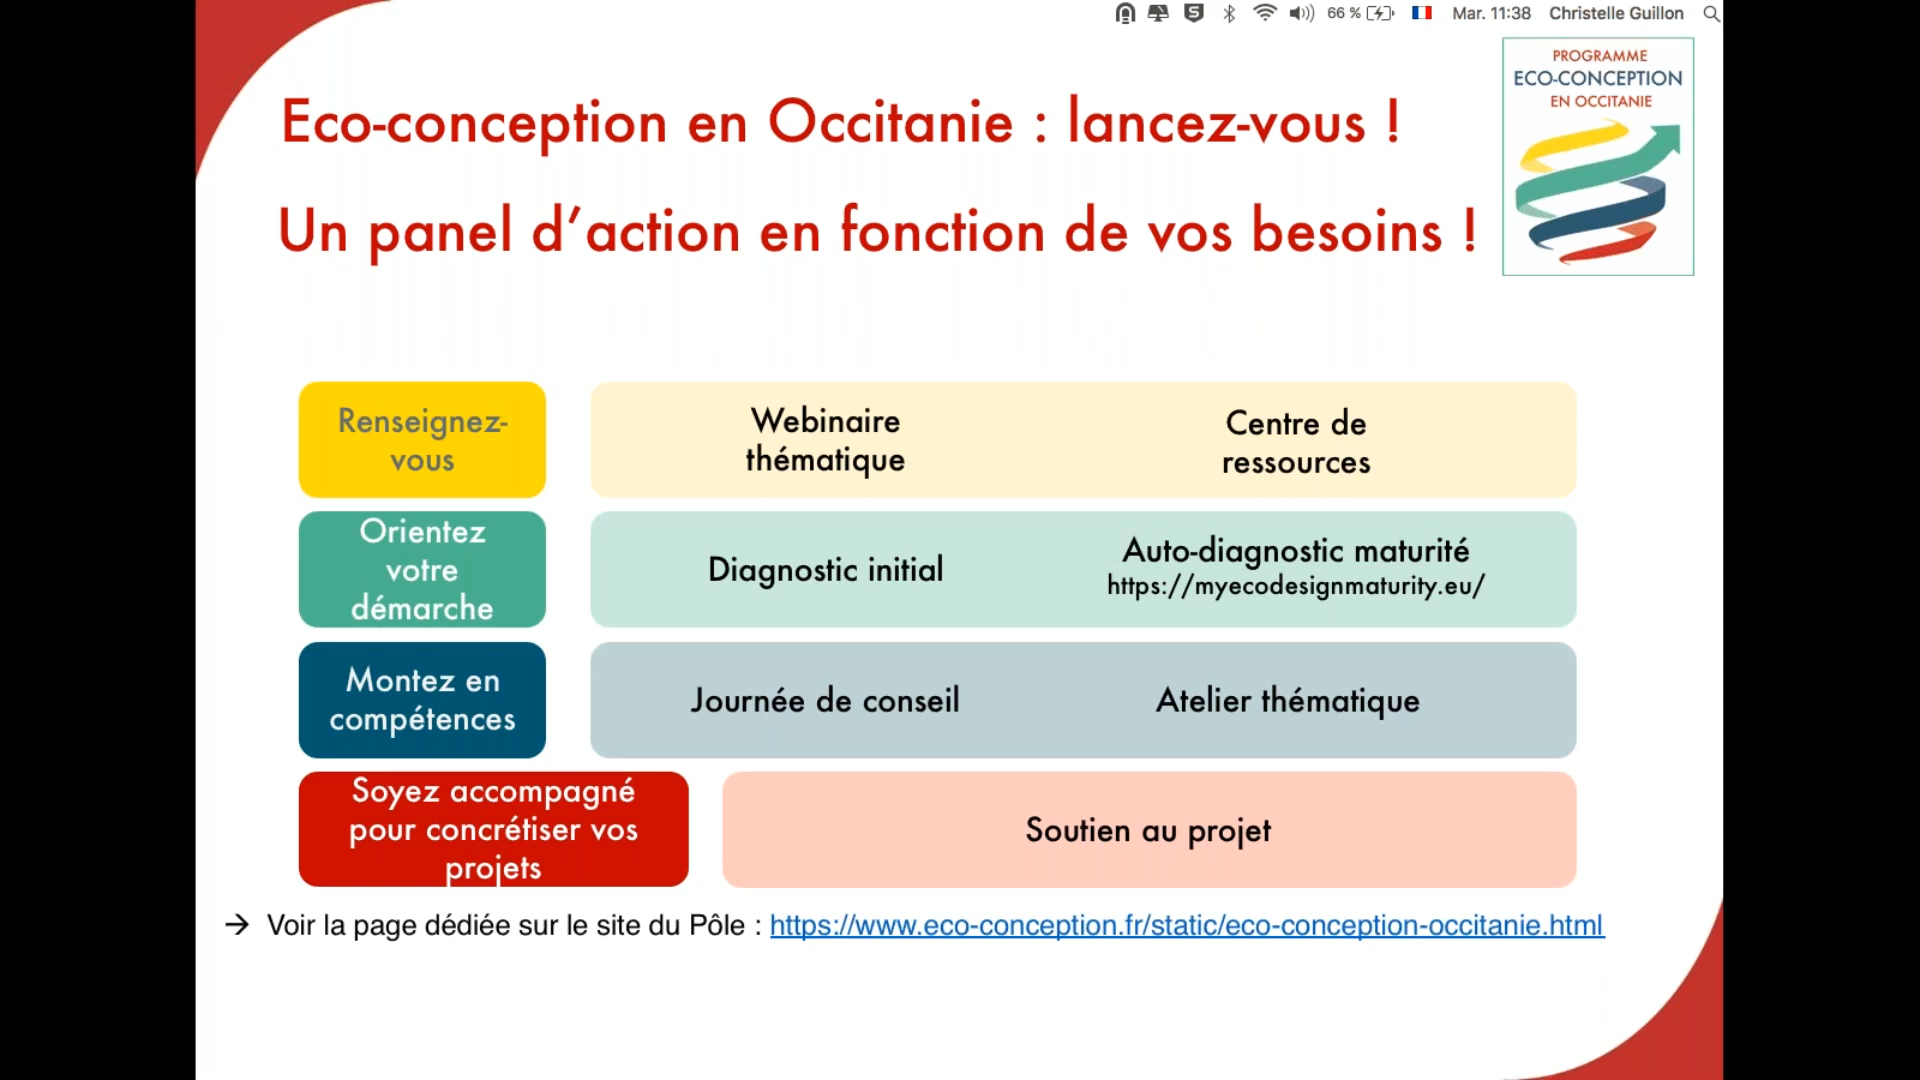 66 %
Mar. 11:38 Christelle Guillon
PROGRAMME
ECO-CONCEPTION
EN OCCITANIE
Eco-conception en Occitanie : lancez-vous !
Un panel d’action en fonction de vos besoins !
Renseignez-
vous
Webinaire
thématique
Centre de
ressources
Orientez
votre
démarche
Diagnostic initial
Auto-diagnostic maturité
https://myecodesignmaturity.eu/
Montez en
compétences
Journée de conseil
Atelier thématique
Soyez accompagné
pour concrétiser vos
projets
Soutien au projet
→ Voir la page dédiée sur le site du Pôle : https://www.eco-conception.fr/static/eco-conception-occitanie.html